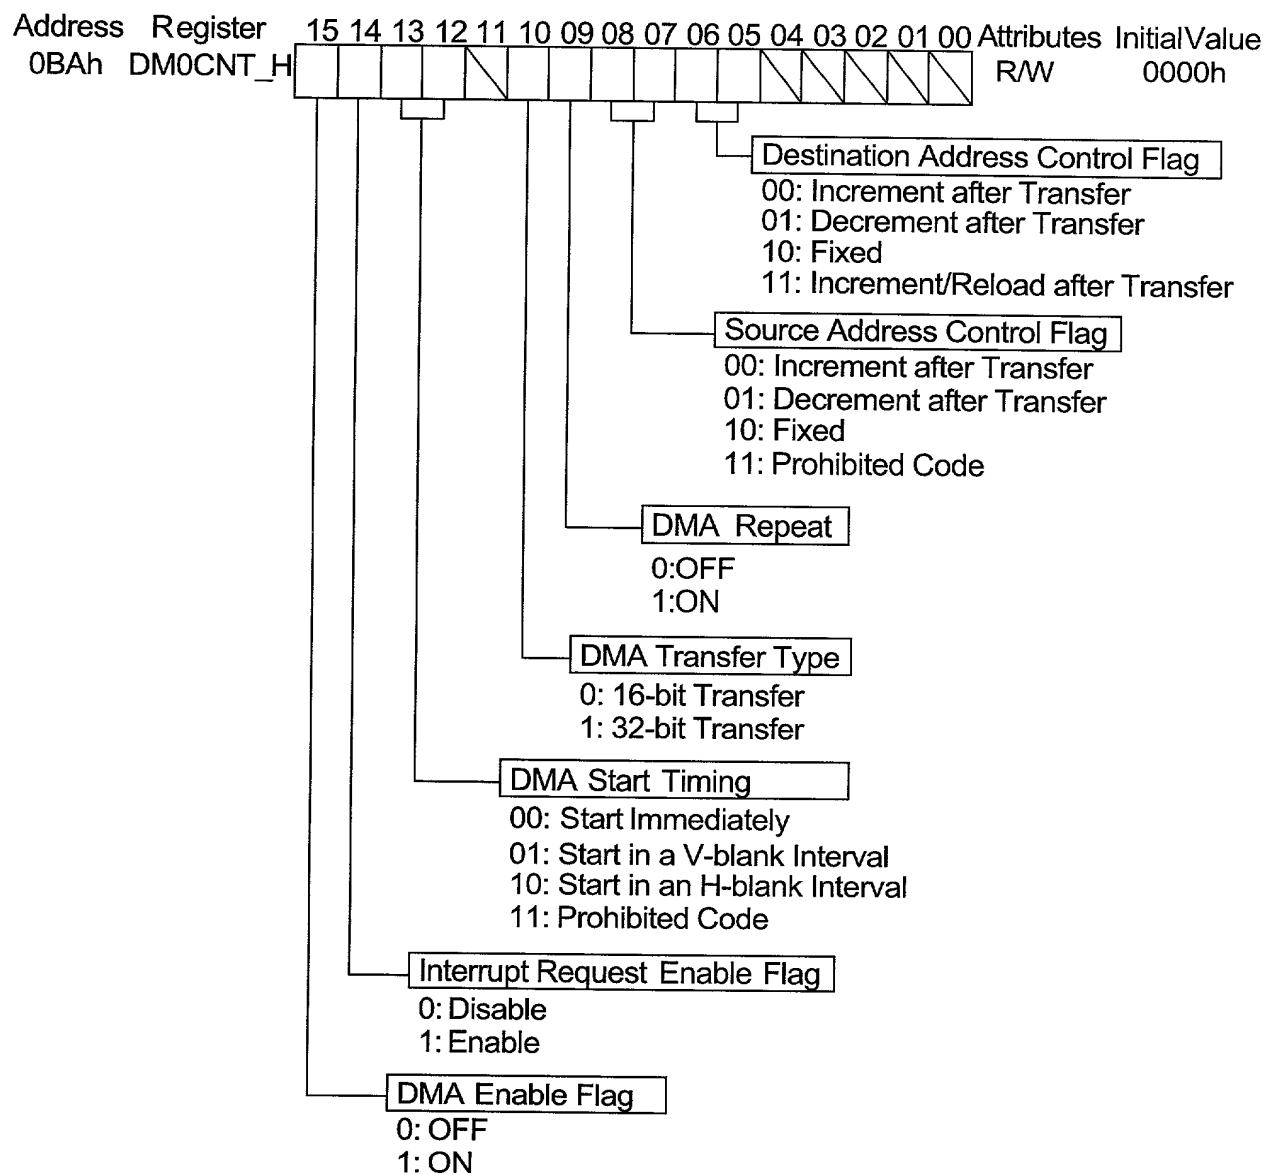 Address Register 15 14 13 12 11 10 09 08 07 06 05 04 03 02 01 00 Attributes Initial Value
0BAh DM0CNT_H R/W 0000h
Destination Address Control Flag
00: Increment after Transfer
01: Decrement after Transfer
10: Fixed
11: Increment/Reload after Transfer
Source Address Control Flag
00: Increment after Transfer
01: Decrement after Transfer
10: Fixed
11: Prohibited Code
DMA Repeat
0:OFF
1:ON
DMA Transfer Type
0: 16-bit Transfer
1: 32-bit Transfer
DMA Start Timing
00: Start Immediately
01: Start in a V-blank Interval
10: Start in an H-blank Interval
11: Prohibited Code
Interrupt Request Enable Flag
0: Disable
1: Enable
DMA Enable Flag
0: OFF
1: ON